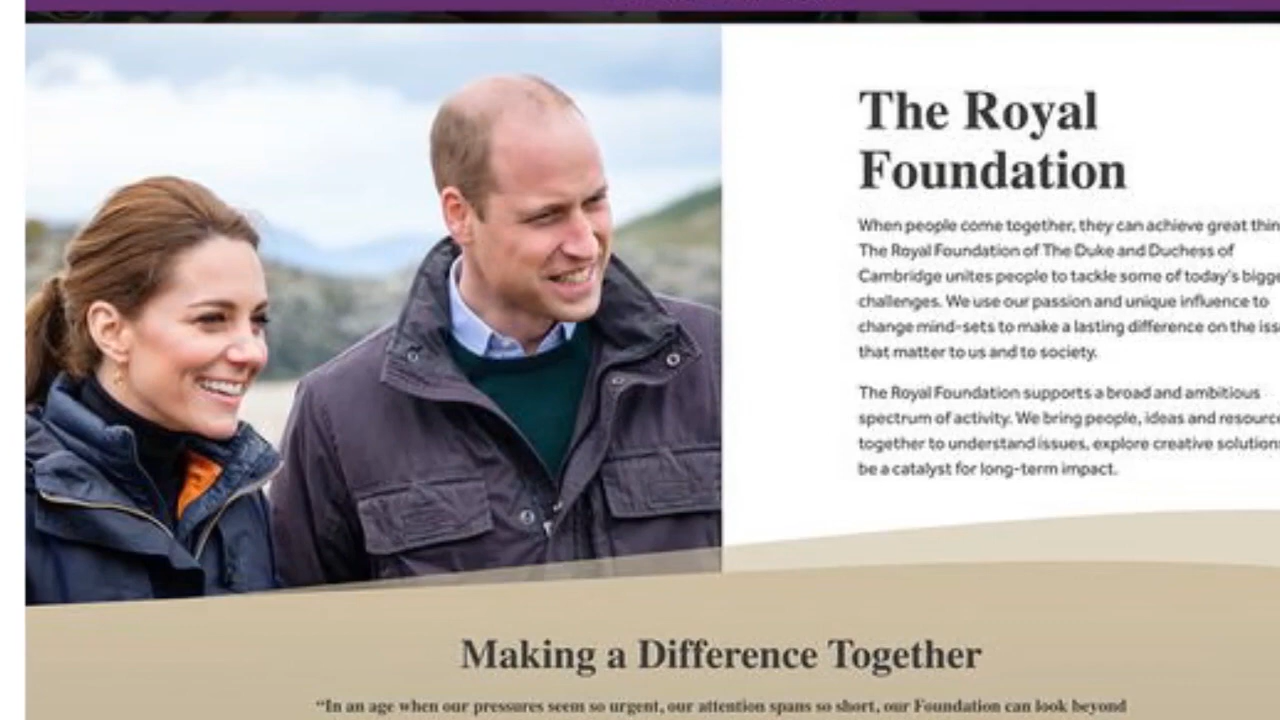 The Royal
Foundation
When people come together, they can achieve great thin
The Royal Foundation of The Duke and Duchess of
Cambridge unites people to tackle some of today's bigge
challenges. We use our passion and unique influence to
change mind-sets to make a lasting difference on the iss
that matter to us and to society.
The Royal Foundation supports a broad and ambitious
spectrum of activity. We bring people, ideas and resourc
together to understand issues, explore creative solution
be a catalyst for long-term impact.
Making a Difference Together
“In an age when our pressures seem so urgent, our attention spans so short, our Foundation can look beyond